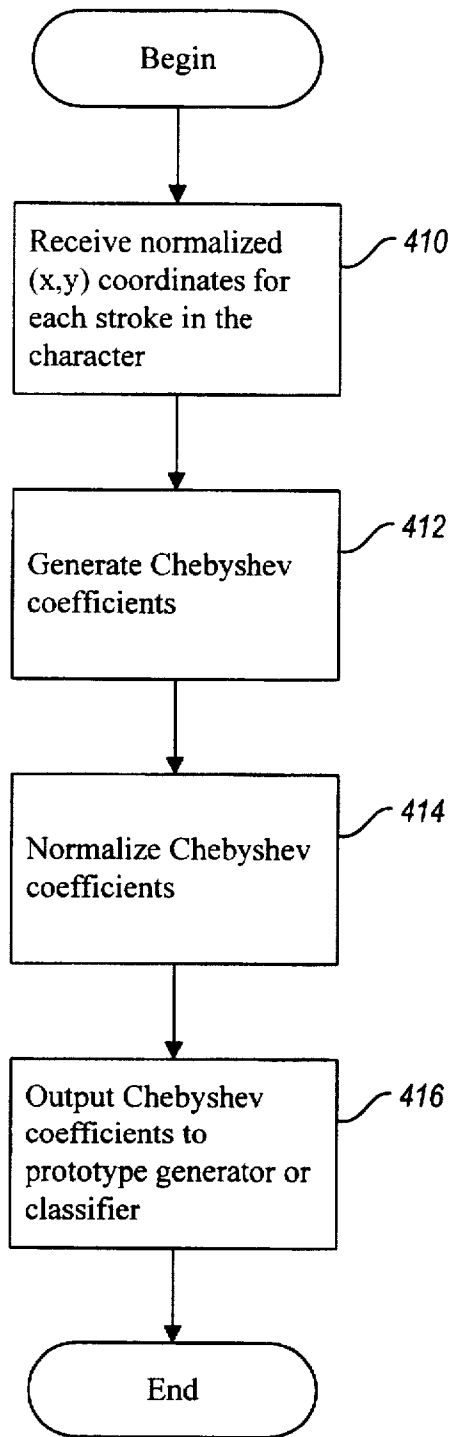 Begin
Receive normalized
(x,y) coordinates for
each stroke in the
character
410
Generate Chebyshev
coefficients
412
Normalize Chebyshev
coefficients
414
Output Chebyshev
coefficients to
prototype generator or
classifier
416
End